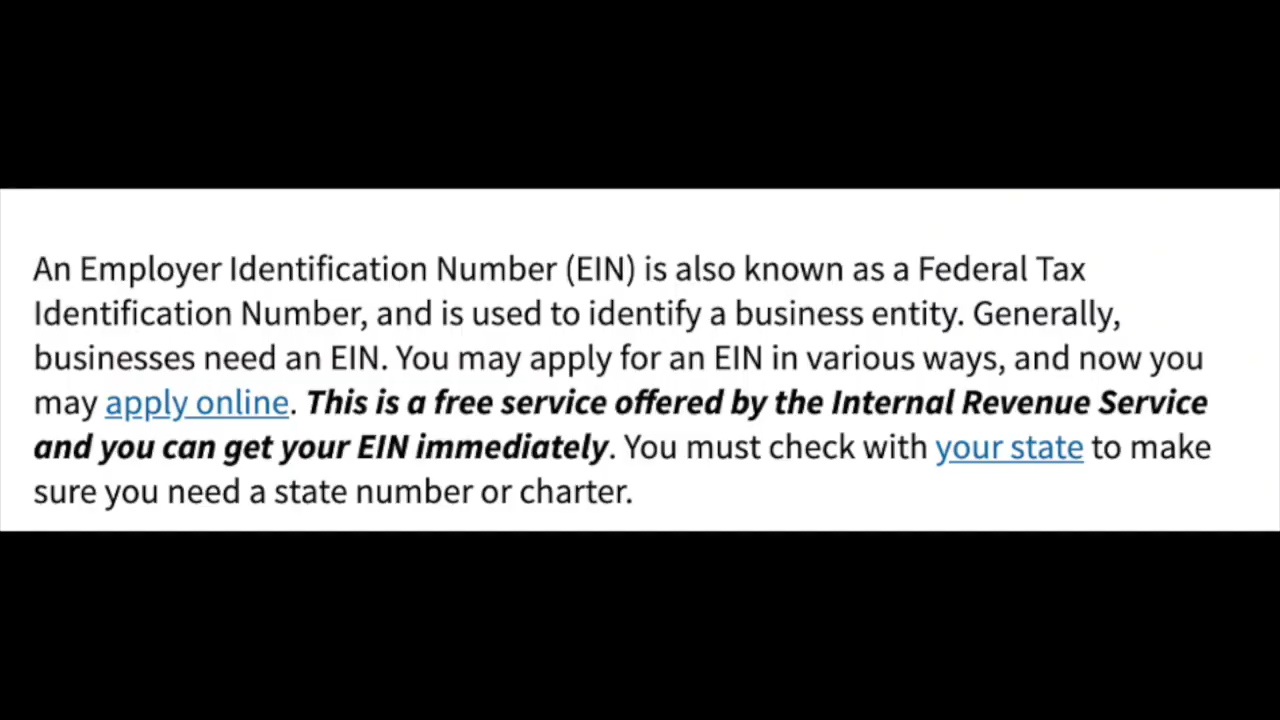 An Employer Identification Number (EIN) is also known as a Federal Tax
Identification Number, and is used to identify a business entity. Generally,
businesses need an EIN. You may apply for an EIN in various ways, and now you
may apply online. This is a free service offered by the Internal Revenue Service
and you can get your EIN immediately. You must check with your state to make
sure you need a state number or charter.